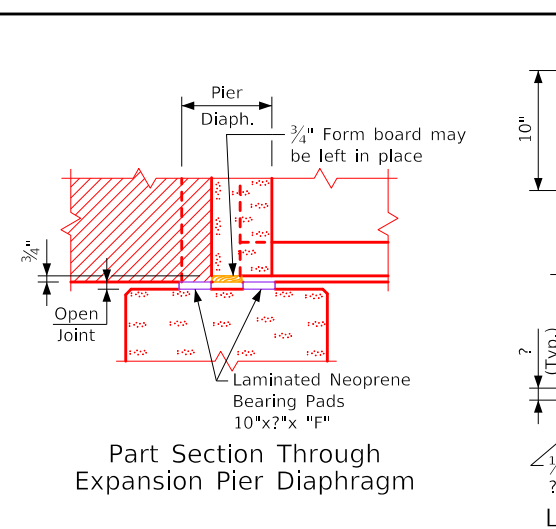 Pier
Diaph.
¾" Form board may
be left in place
¾"
Open
Joint
Laminated Neoprene
Bearing Pads
10"x?"x "F"
Part Section Through
Expansion Pier Diaphragm
10"
?
(Typ.)
?"
L